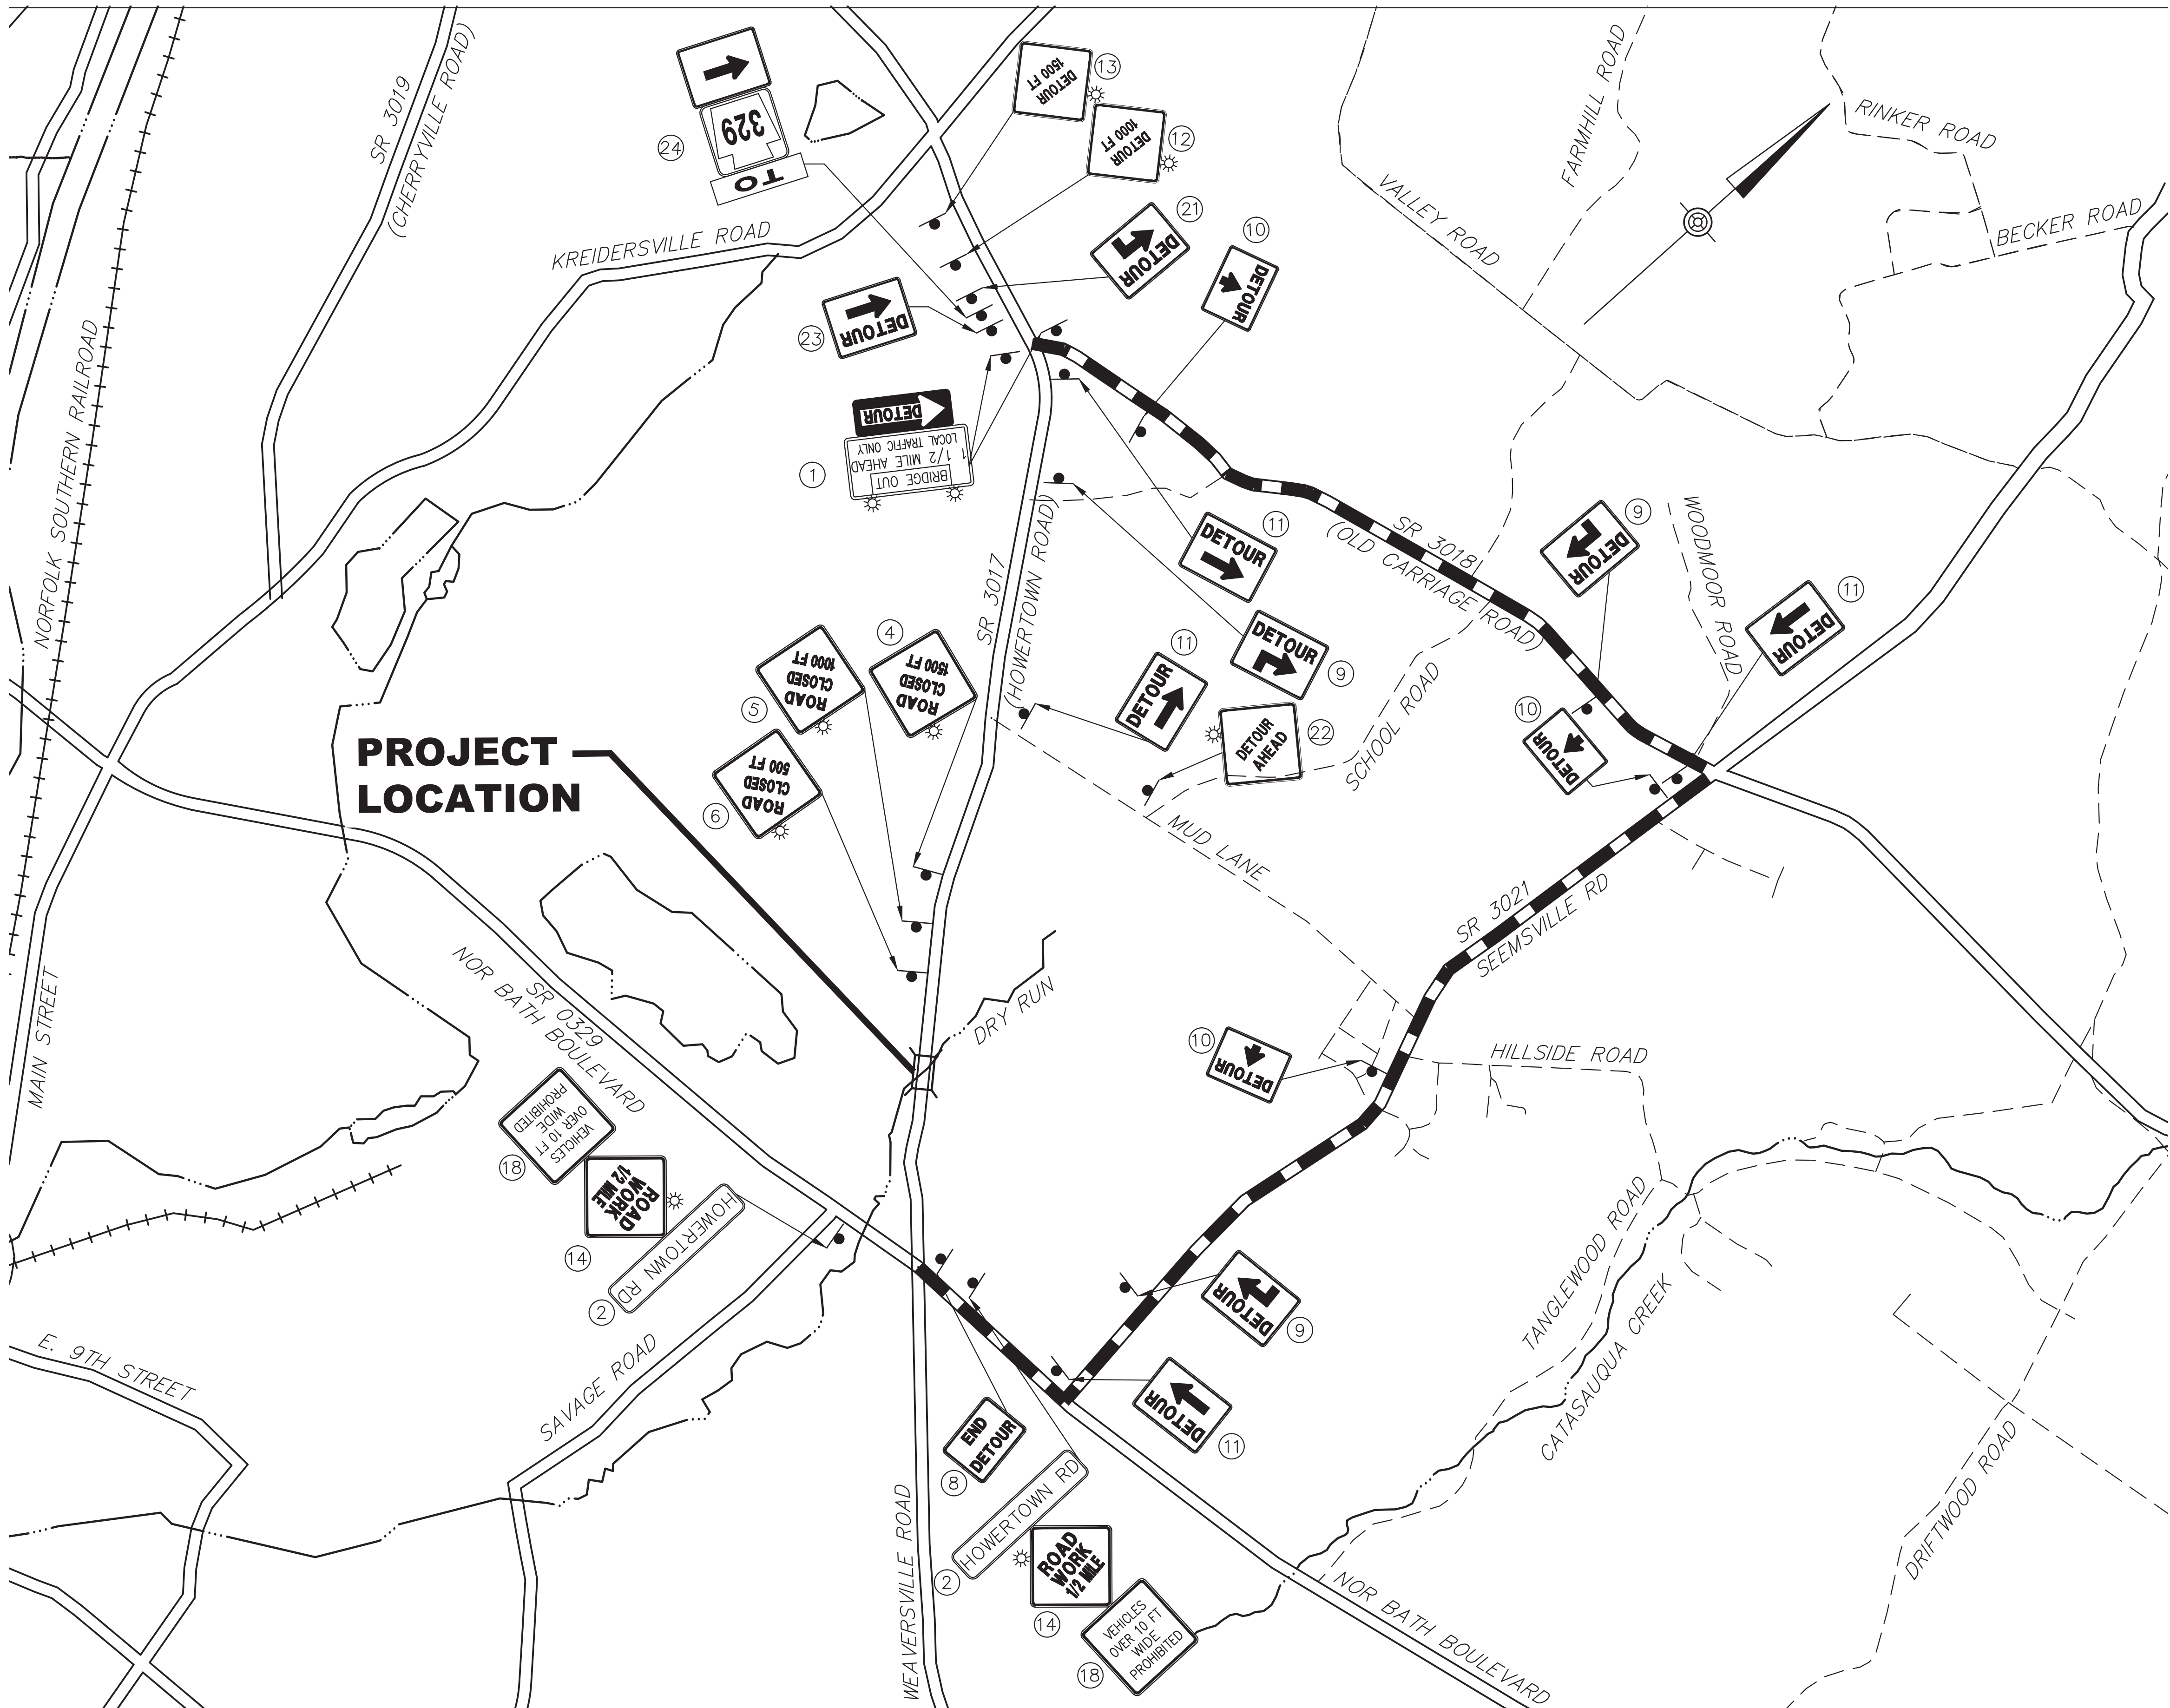 SR 3019
(CHERRYVILLE ROAD)
NORFOLK SOUTHERN RAILROAD
KREIDERSVILLE ROAD
24
329
TO
DETOUR
1500 FT
13
DETOUR
1000 FT
12
DETOUR
21
DETOUR
10
DETOUR
23
DETOUR
BRIDGE OUT
1 1/2 MILE AHEAD
LOCAL TRAFFIC ONLY
1
VALLEY ROAD
FARMHILL ROAD
RINKER ROAD
BECKER ROAD
SR 3018
(OLD CARRIAGE ROAD)
WOODMOOR ROAD
DETOUR
9
DETOUR
11
DETOUR
10
DETOUR
11
DETOUR
9
DETOUR
11
DETOUR
AHEAD
22
SCHOOL ROAD
SR 3017
(HOWERTOWN ROAD)
ROAD
CLOSED
1500 FT
4
ROAD
CLOSED
1000 FT
5
ROAD
CLOSED
500 FT
6
PROJECT
LOCATION
MUD LANE
SR 3021
SEEMSVILLE RD
MAIN STREET
SR 0329
NOR BATH BOULEVARD
DRY RUN
DETOUR
10
HILLSIDE ROAD
VEHICLES
OVER 10 FT
WIDE
PROHIBITED
18
ROAD
WORK
1/2 MILE
14
HOWERTOWN RD
2
E. 9TH STREET
SAVAGE ROAD
DETOUR
9
DETOUR
11
TANGLEWOOD ROAD
CATASAUQUA CREEK
DRIFTWOOD ROAD
END
DETOUR
8
HOWERTOWN RD
2
ROAD
WORK
1/2 MILE
14
VEHICLES
OVER 10 FT
WIDE
PROHIBITED
18
WEAVERSVILLE ROAD
NOR BATH BOULEVARD